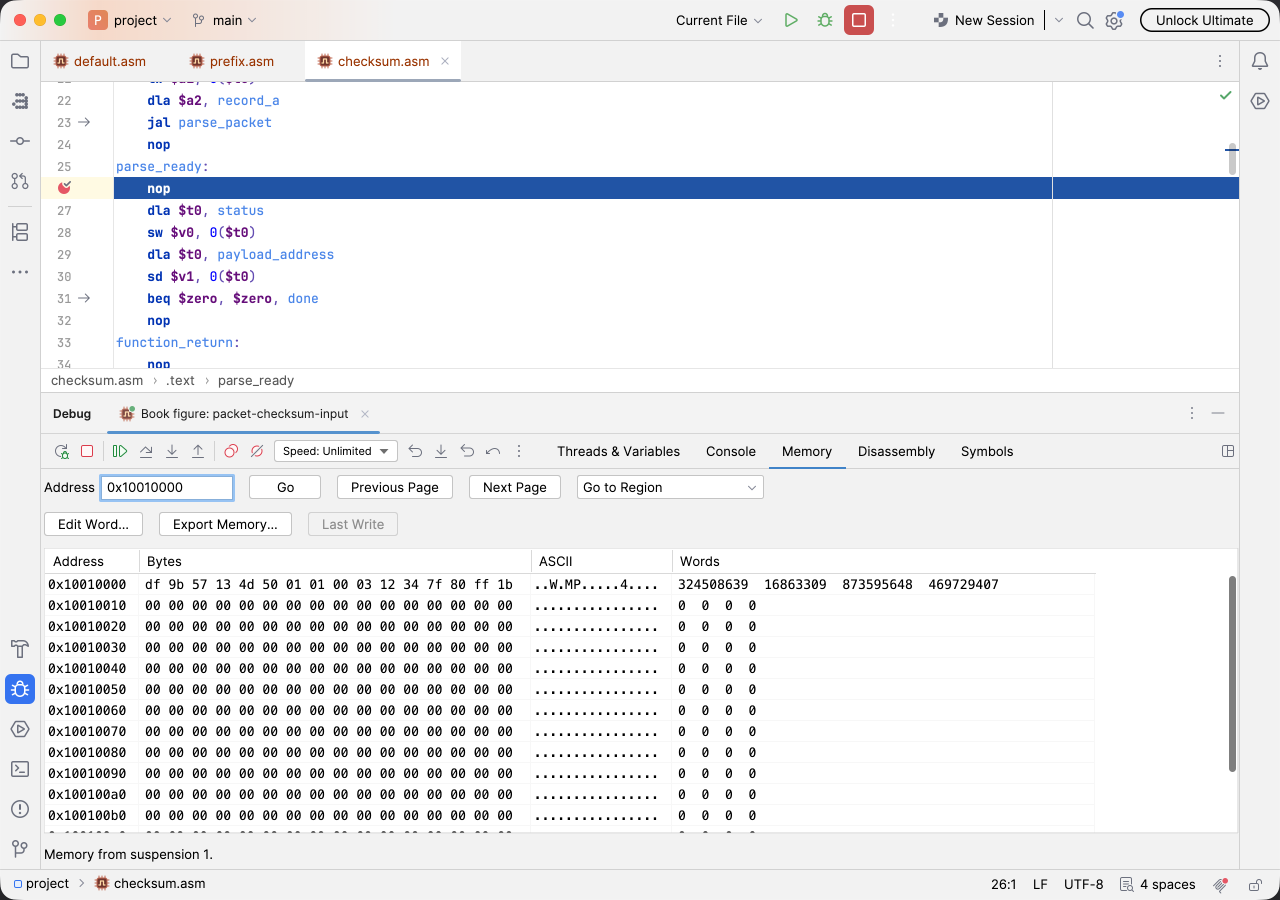 P project main Current File New Session Unlock Ultimate
default.asm prefix.asm checksum.asm
22 dla $a2, record_a
23 jal parse_packet
24 nop
25 parse_ready:
nop
27 dla $t0, status
28 sw $v0, 0($t0)
29 dla $t0, payload_address
30 sd $v1, 0($t0)
31 beq $zero, $zero, done
32 nop
33 function_return:
34 nop
checksum.asm › .text › parse_ready
Debug Book figure: packet-checksum-input
Speed: Unlimited Threads & Variables Console Memory Disassembly Symbols
Address 0x10010000 Go Previous Page Next Page Go to Region
Edit Word... Export Memory... Last Write
Address Bytes ASCII Words
0x10010000 df 9b 57 13 4d 50 01 01 00 03 12 34 7f 80 ff 1b ..W.MP.....4.... 324508639 16863309 873595648 469729407
0x10010010 00 00 00 00 00 00 00 00 00 00 00 00 00 00 00 00 ................ 0 0 0 0
0x10010020 00 00 00 00 00 00 00 00 00 00 00 00 00 00 00 00 ................ 0 0 0 0
0x10010030 00 00 00 00 00 00 00 00 00 00 00 00 00 00 00 00 ................ 0 0 0 0
0x10010040 00 00 00 00 00 00 00 00 00 00 00 00 00 00 00 00 ................ 0 0 0 0
0x10010050 00 00 00 00 00 00 00 00 00 00 00 00 00 00 00 00 ................ 0 0 0 0
0x10010060 00 00 00 00 00 00 00 00 00 00 00 00 00 00 00 00 ................ 0 0 0 0
0x10010070 00 00 00 00 00 00 00 00 00 00 00 00 00 00 00 00 ................ 0 0 0 0
0x10010080 00 00 00 00 00 00 00 00 00 00 00 00 00 00 00 00 ................ 0 0 0 0
0x10010090 00 00 00 00 00 00 00 00 00 00 00 00 00 00 00 00 ................ 0 0 0 0
0x100100a0 00 00 00 00 00 00 00 00 00 00 00 00 00 00 00 00 ................ 0 0 0 0
0x100100b0 00 00 00 00 00 00 00 00 00 00 00 00 00 00 00 00 ................ 0 0 0 0
Memory from suspension 1.
project › checksum.asm 26:1 LF UTF-8 4 spaces